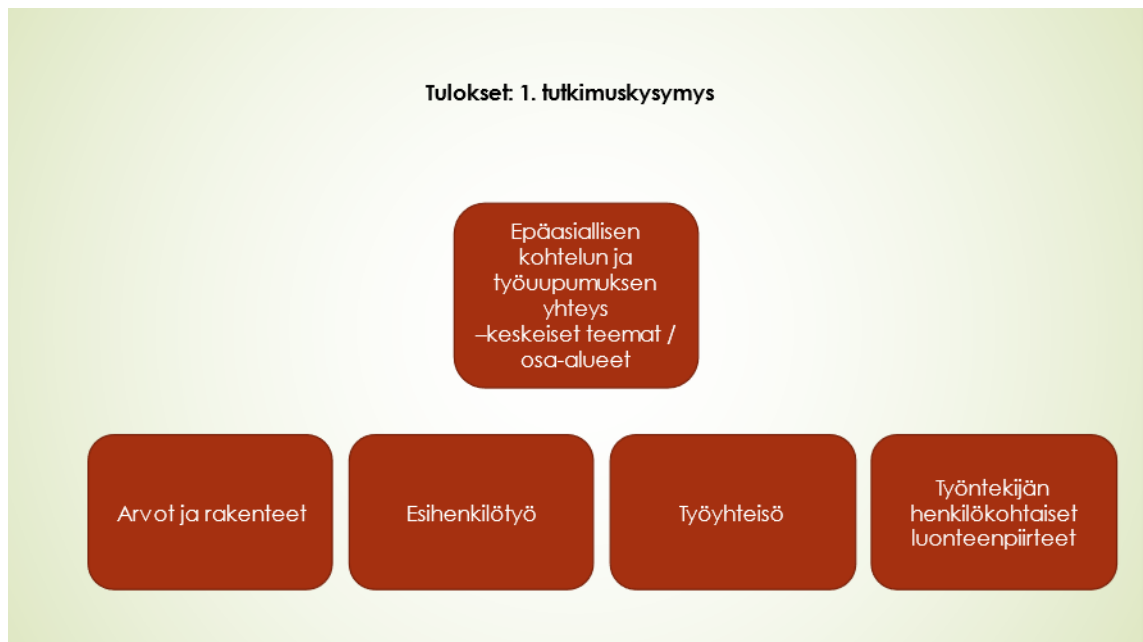 Tulokset: 1. tutkimuskysymys
Epäasiallisen
kohtelun ja
työuupumuksen
yhteys
–keskeiset teemat /
osa-alueet
Arvot ja rakenteet
Esihenkilötyö
Työyhteisö
Työntekijän
henkilökohtaiset
luonteenpiirteet